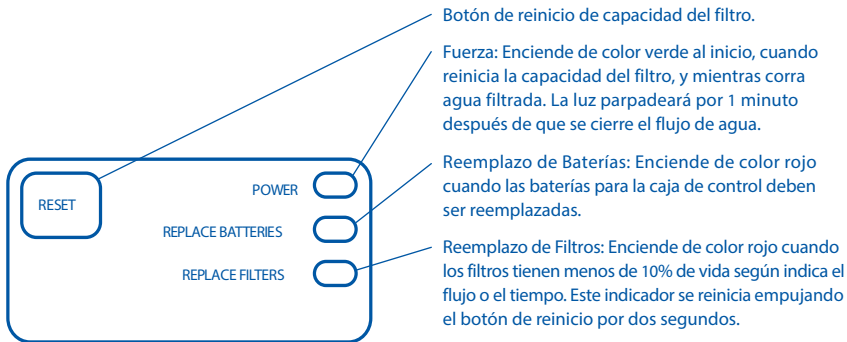 Botón de reinicio de capacidad del filtro.
Fuerza: Enciende de color verde al inicio, cuando
reinicia la capacidad del filtro, y mientras corra
agua filtrada. La luz parpadeará por 1 minuto
después de que se cierre el flujo de agua.
Reemplazo de Baterías: Enciende de color rojo
cuando las baterías para la caja de control deben
ser reemplazadas.
Reemplazo de Filtros: Enciende de color rojo cuando
los filtros tienen menos de 10% de vida según indica el
flujo o el tiempo. Este indicador se reinicia empujando
el botón de reinicio por dos segundos.
RESET
POWER
REPLACE BATTERIES
REPLACE FILTERS